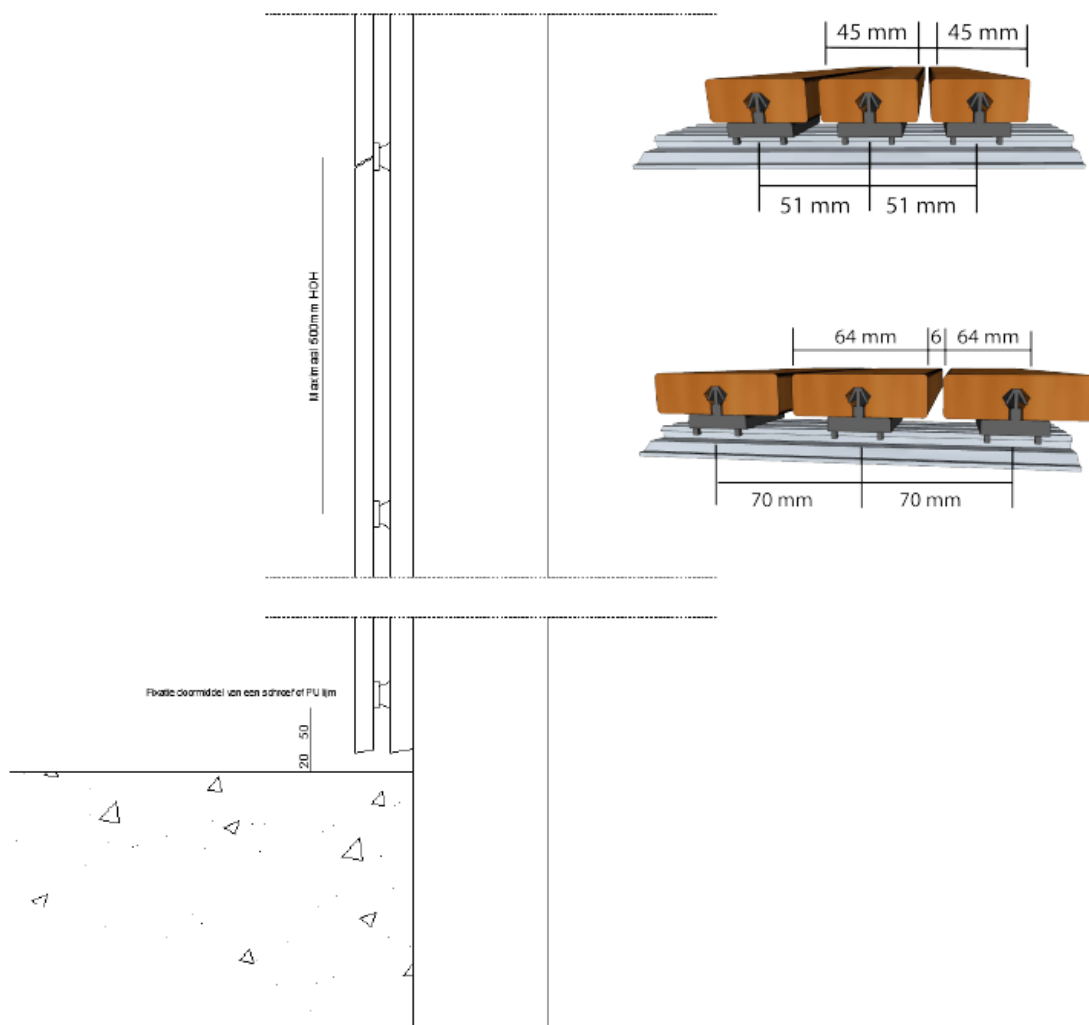 45 mm 45 mm
51 mm 51 mm
Maximaal 500mm HOH
64 mm 6 64 mm
70 mm 70 mm
Fixatie doormiddel van een schroef of PU lijm
20 50